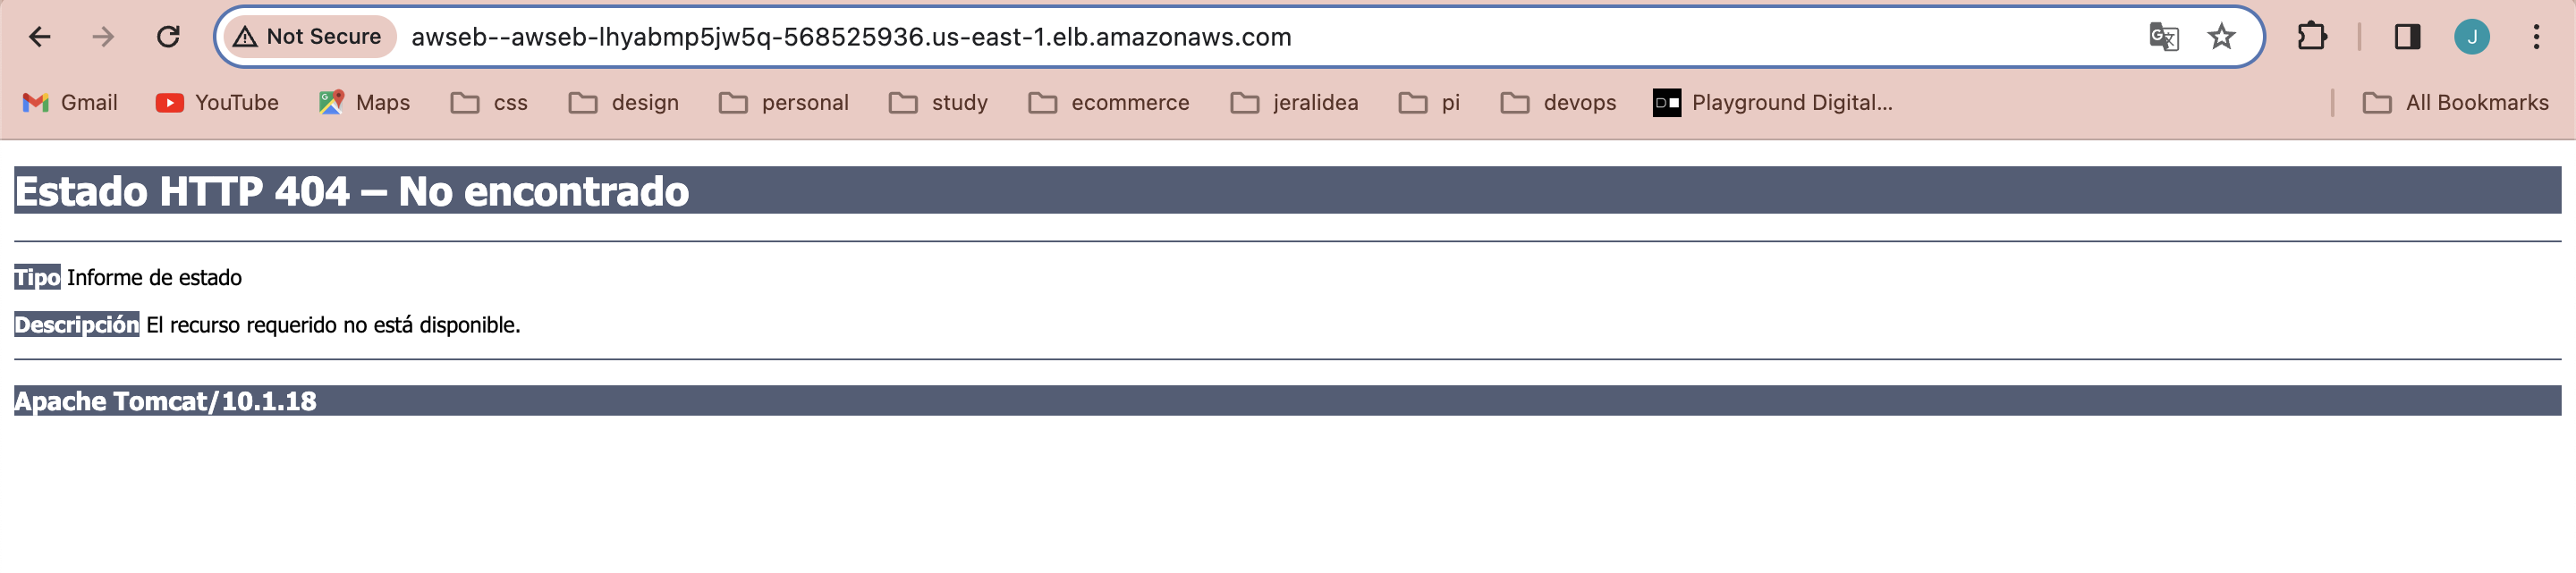 Not Secure awseb--awseb-lhyabmp5jw5q-568525936.us-east-1.elb.amazonaws.com J
Gmail YouTube Maps css design personal study ecommerce jeralidea pi devops Playground Digital... All Bookmarks
Estado HTTP 404 – No encontrado
Tipo Informe de estado
Descripción El recurso requerido no está disponible.
Apache Tomcat/10.1.18